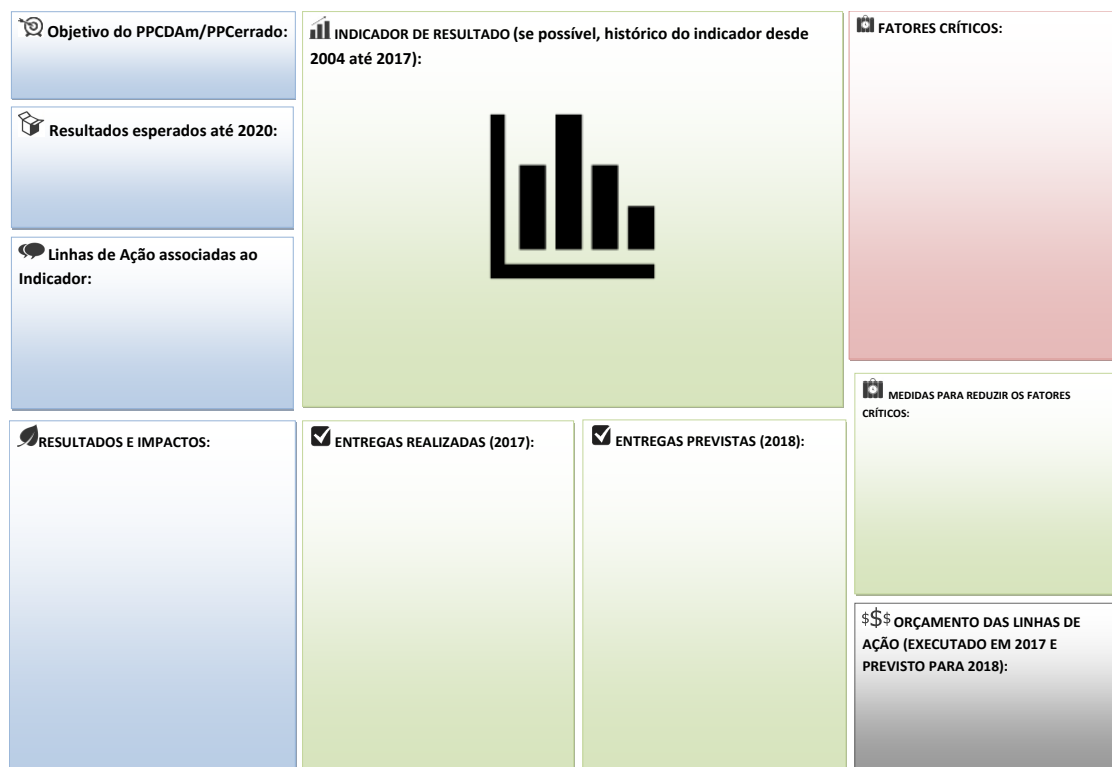 Objetivo do PPCDAm/PPCerrado:
Resultados esperados até 2020:
Linhas de Ação associadas ao
Indicador:
INDICADOR DE RESULTADO (se possível, histórico do indicador desde
2004 até 2017):
FATORES CRÍTICOS:
MEDIDAS PARA REDUZIR OS FATORES
CRÍTICOS:
RESULTADOS E IMPACTOS:
ENTREGAS REALIZADAS (2017):
ENTREGAS PREVISTAS (2018):
$$$ ORÇAMENTO DAS LINHAS DE
AÇÃO (EXECUTADO EM 2017 E
PREVISTO PARA 2018):